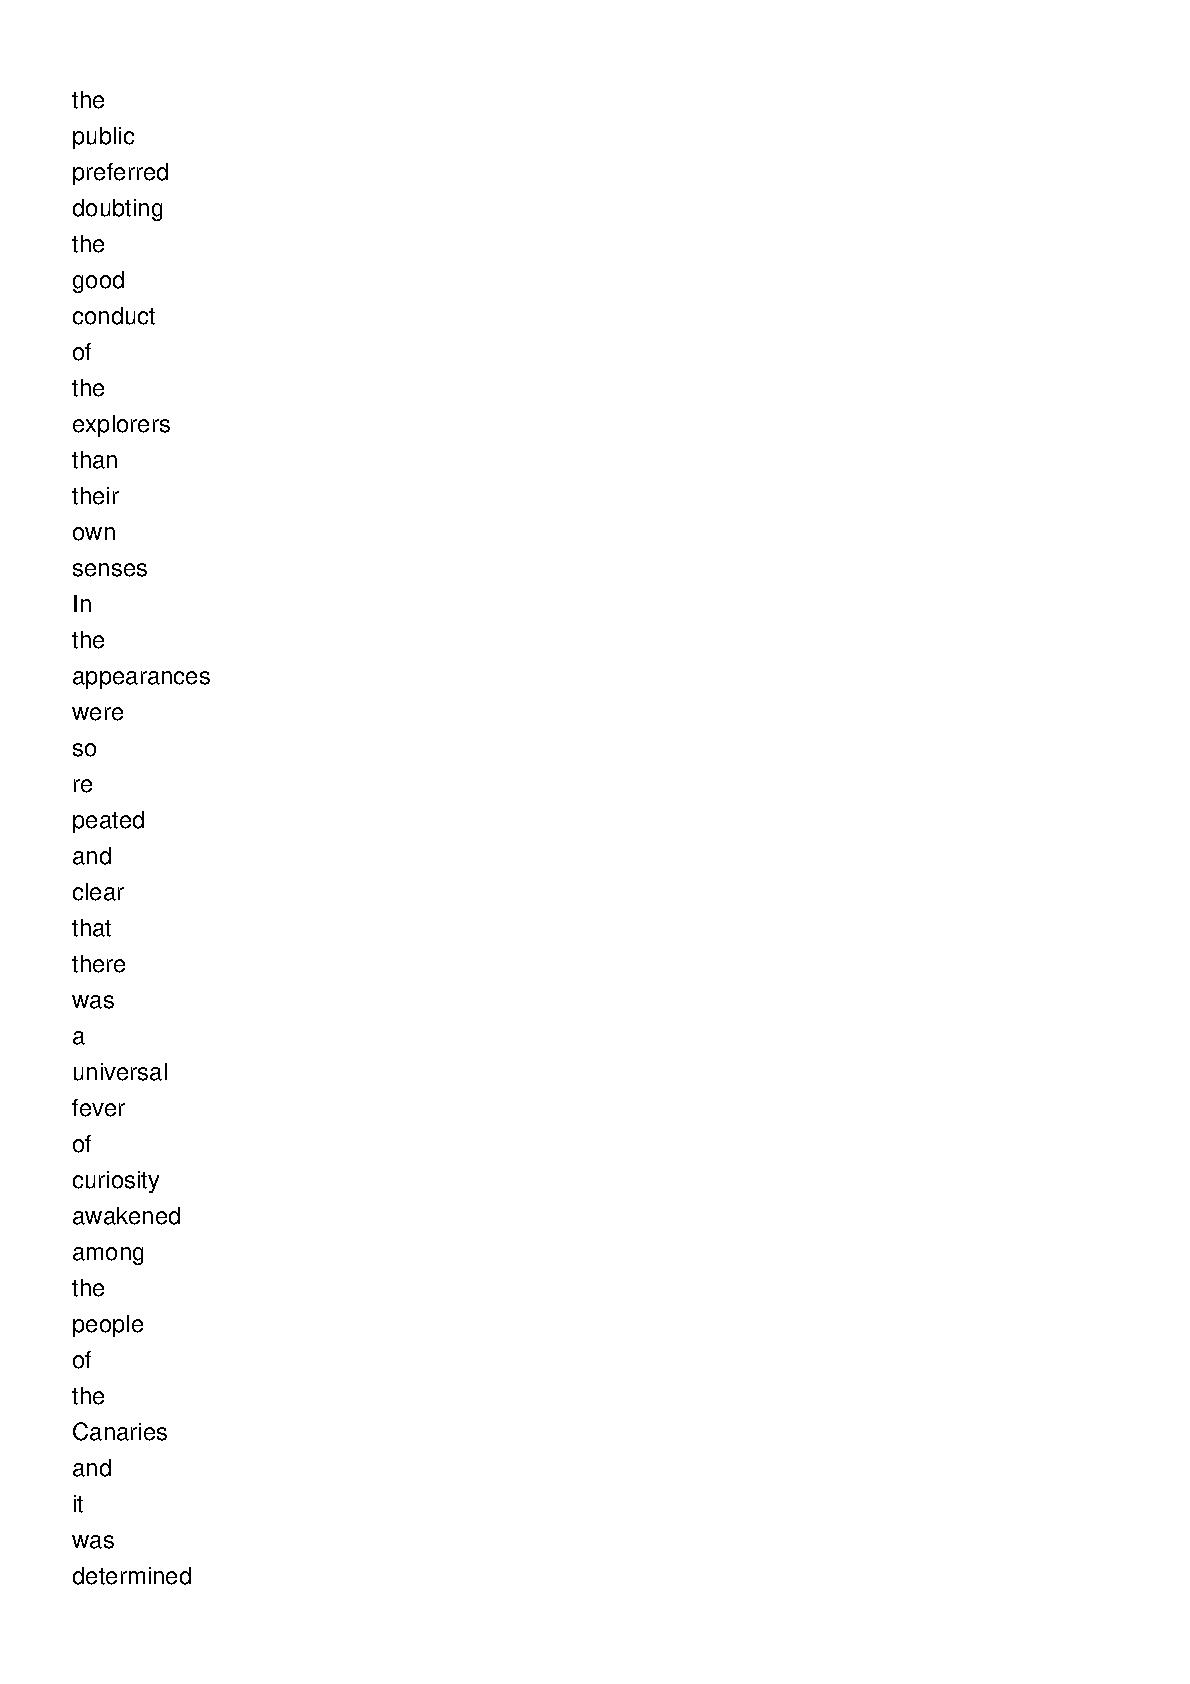 the
public
preferred
doubting
the
good
conduct
of
the
explorers
than
their
own
senses
In
the
appearances
were
so
re
peated
and
clear
that
there
was
a
universal
fever
of
curiosity
awakened
among
the
people
of
the
Canaries
and
it
was
determined